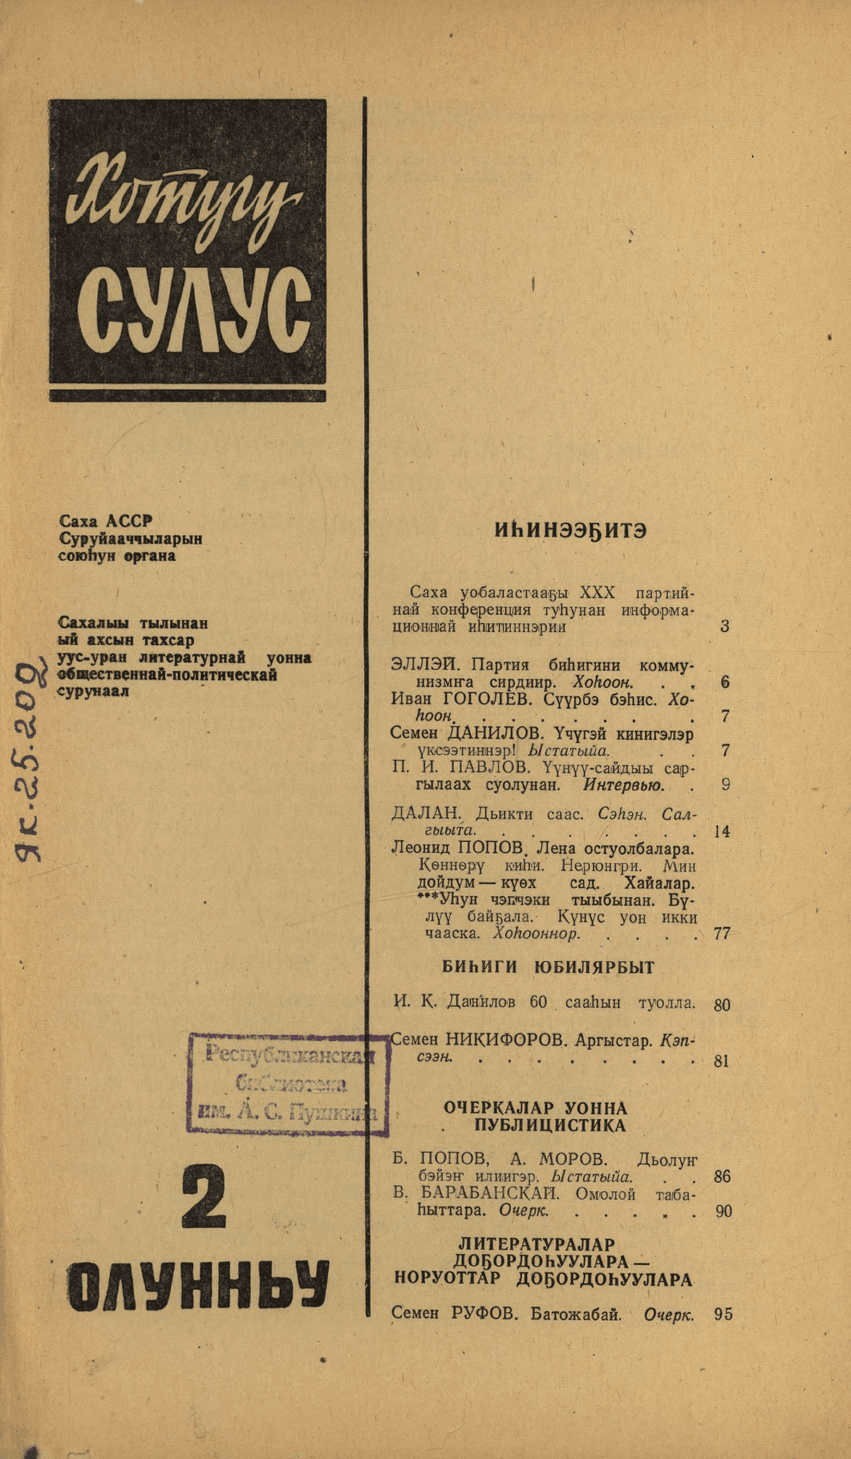 Хотугу
СУЛУС
Саха АССР
Суруйааччыларын
союһун органа
Сахалыы тылынан
ый ахсын тахсар
уус-уран литературнай уонна
общественнай-политическай
сурунаал
Республиканская
библиотека
им. А. С. Пушкина
2
ОЛУННЬУ
ИҺИНЭЭҔИТЭ
Саха уобаластааҕы XXX партий-
най конференция туһунан информа-
ционнай иһитиннэрии 3
ЭЛЛЭЙ. Партия биһигини комму-
низмҥа сирдиир. Хоһоон. . . 6
Иван ГОГОЛЕВ. Сүүрбэ бэһис. Хо-
һоон. . . . . . . . 7
Семен ДАНИЛОВ. Үчүгэй кинигэлэр
үксээтиннэр! Ыстатыйа. . . 7
П. И. ПАВЛОВ. Үүнүү-сайдыы сар-
гылаах суолунан. Интервью. . 9
ДАЛАН. Дьикти саас. Сэһэн. Сал-
гыыта. . . . . . . . 14
Леонид ПОПОВ. Лена остуолбалара.
Көннөрү киһи. Нерюнгри. Мин
дойдум — күөх сад. Хайалар.
***Уһун чэпчэки тыыбынан. Бү-
лүү байҕала. Күнүс уон икки
чааска. Хоһооннор. . . . . 77
БИҺИГИ ЮБИЛЯРБЫТ
И. К. Данилов 60 сааһын туолла. 80
Семен НИКИФОРОВ. Аргыстар. Кэп-
сээн. . . . . . . . . 81
ОЧЕРКАЛАР УОННА
ПУБЛИЦИСТИКА
Б. ПОПОВ, А. МОРОВ. Дьолуҥ
бэйэҥ илиигэр. Ыстатыйа. . . 86
В. БАРАБАНСКАЙ. Омолой таба-
һыттара. Очерк. . . . . . 90
ЛИТЕРАТУРАЛАР
ДОҔОРДОҺУУЛАРА —
НОРУОТТАР ДОҔОРДОҺУУЛАРА
Семен РУФОВ. Батожабай. Очерк. 95